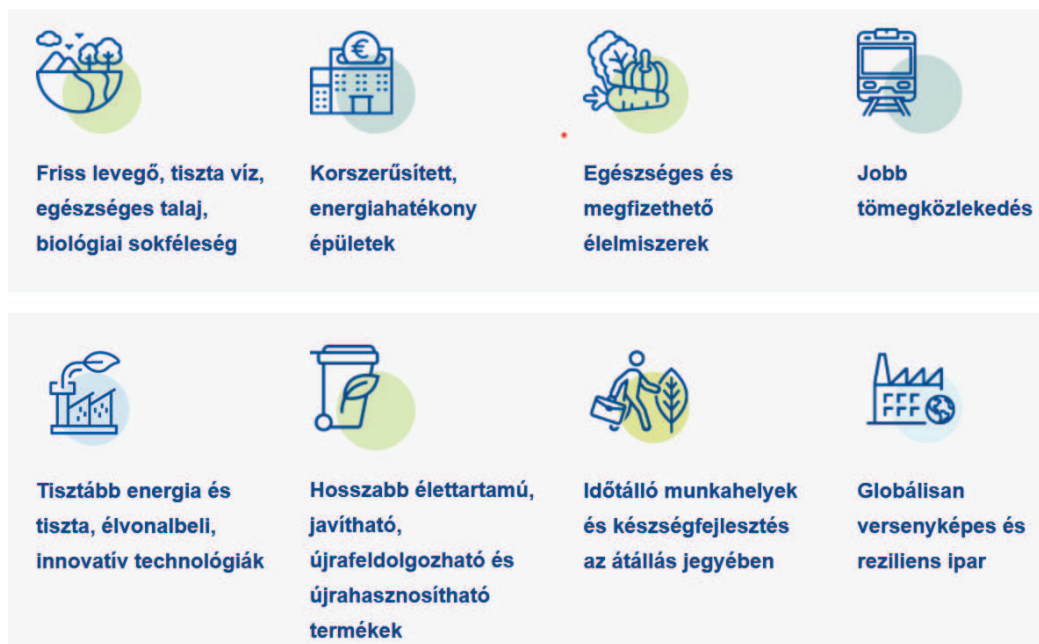 €
Friss levegő, tiszta víz,
egészséges talaj,
biológiai sokféleség
Korszerűsített,
energiahatékony
épületek
Egészséges és
megfizethető
élelmiszerek
Jobb
tömegközlekedés
Tisztább energia és
tiszta, élvonalbeli,
innovatív technológiák
Hosszabb élettartamú,
javítható,
újrafeldolgozható és
újrahasznosítható
termékek
Időtálló munkahelyek
és készségfejlesztés
az átállás jegyében
Globálisan
versenyképes és
reziliens ipar